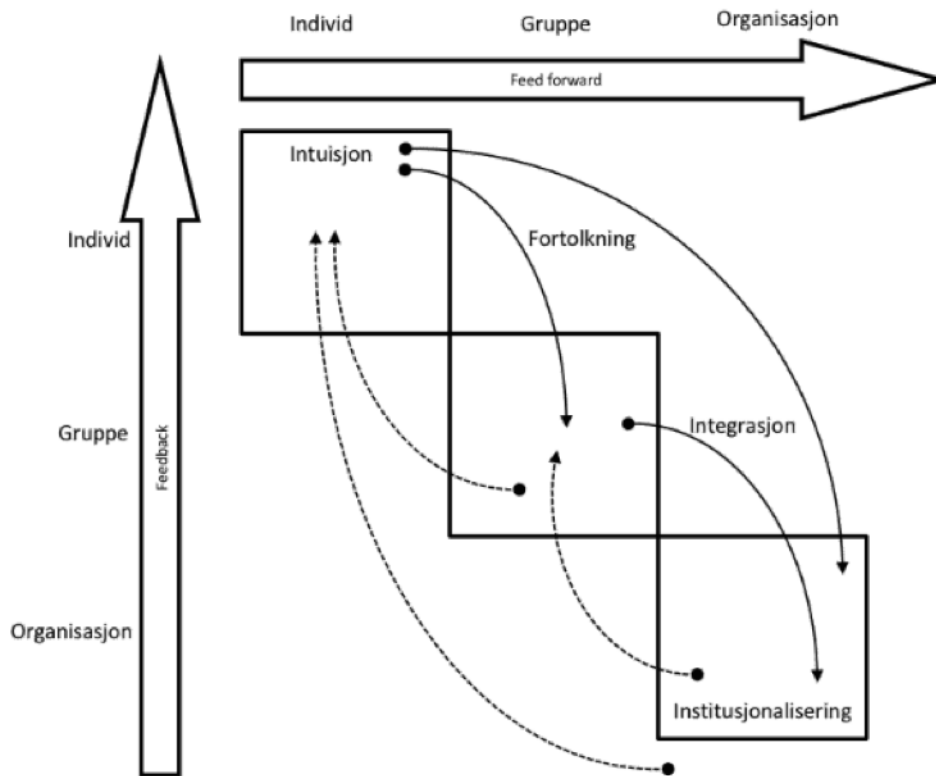 Individ Gruppe Organisasjon
Feed forward
Intuisjon
Individ
Fortolkning
Gruppe
Feedback
Integrasjon
Organisasjon
Institusjonalisering